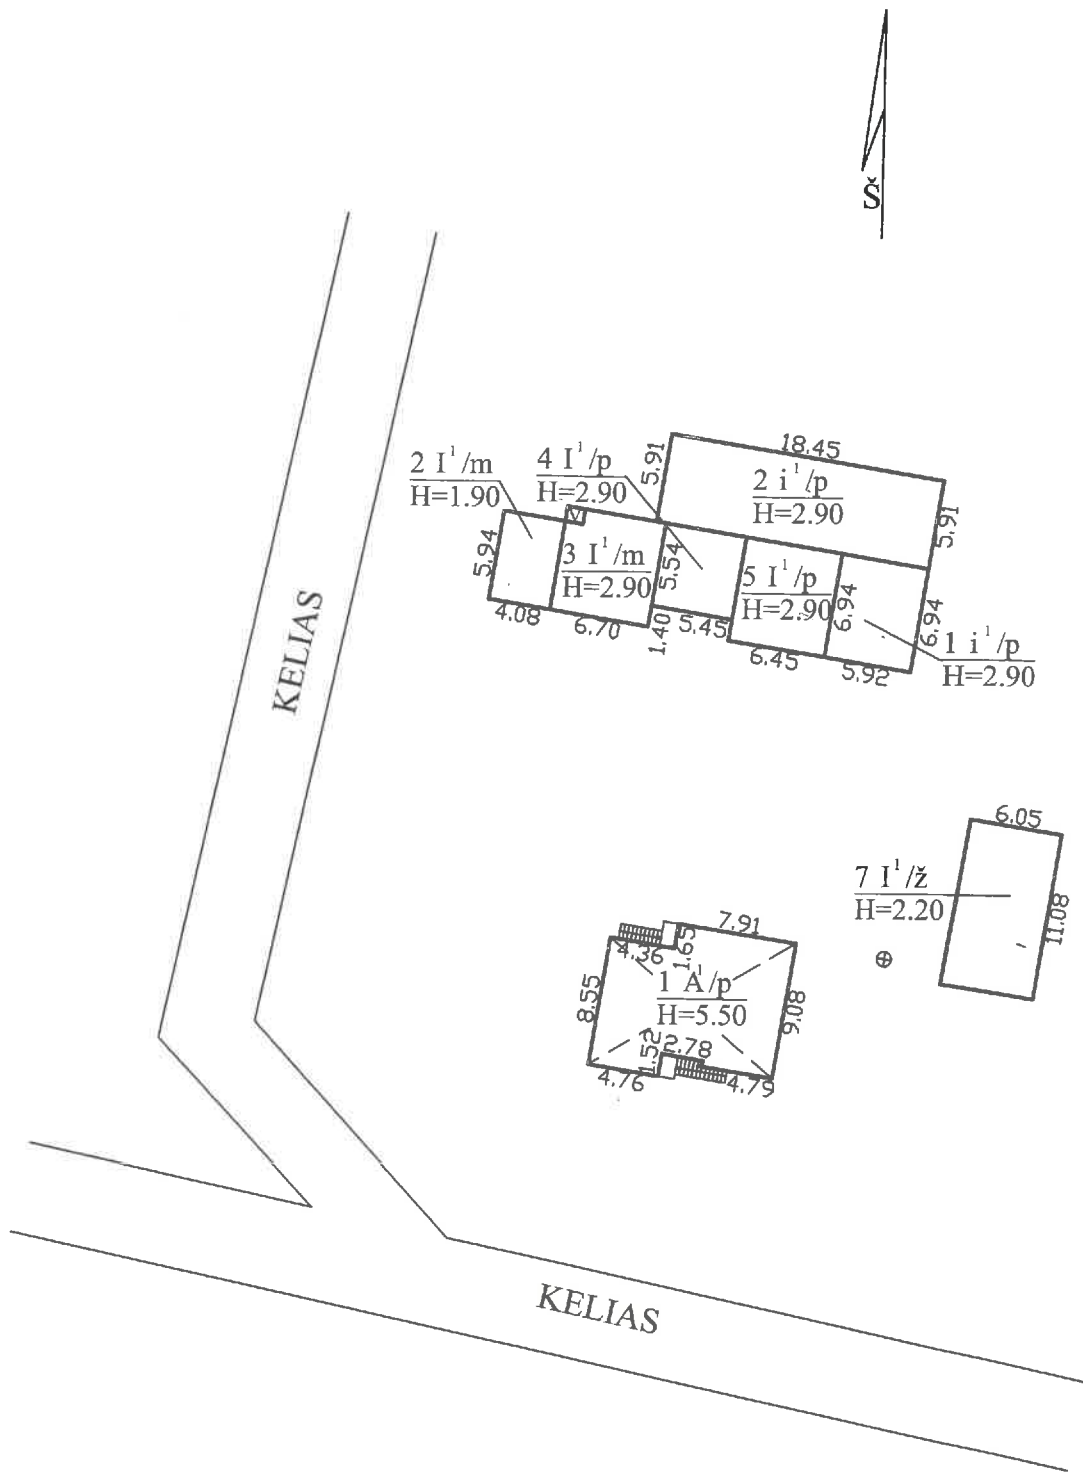 Š
18.45
5.91
2 I¹/m
H=1.90
4 I¹/p
H=2.90
2 i¹/p
H=2.90
5.91
V
5.94
3 I¹/m
H=2.90
5.54
5 I¹/p
H=2.90
6.94
6.94
4.08
6.70
1.40
5.45
6.45
5.92
1 i¹/p
H=2.90
KELIAS
6.05
7 I¹/ž
H=2.20
11.08
7.91
4.36
1.65
1 A¹/p
H=5.50
8.55
9.08
1.52
2.78
4.76
4.79
KELIAS